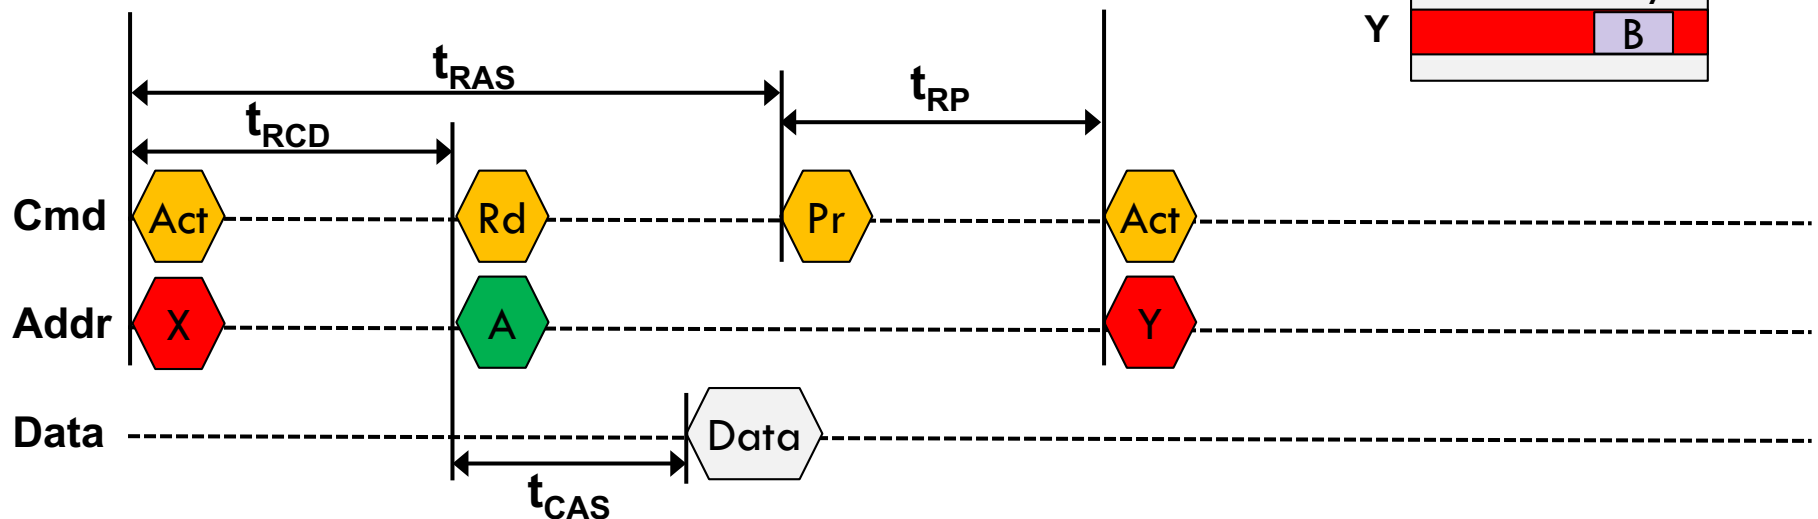 Y B
tRAS
tRP
tRCD
Cmd Act Rd Pr Act
Addr X A Y
Data Data
tCAS